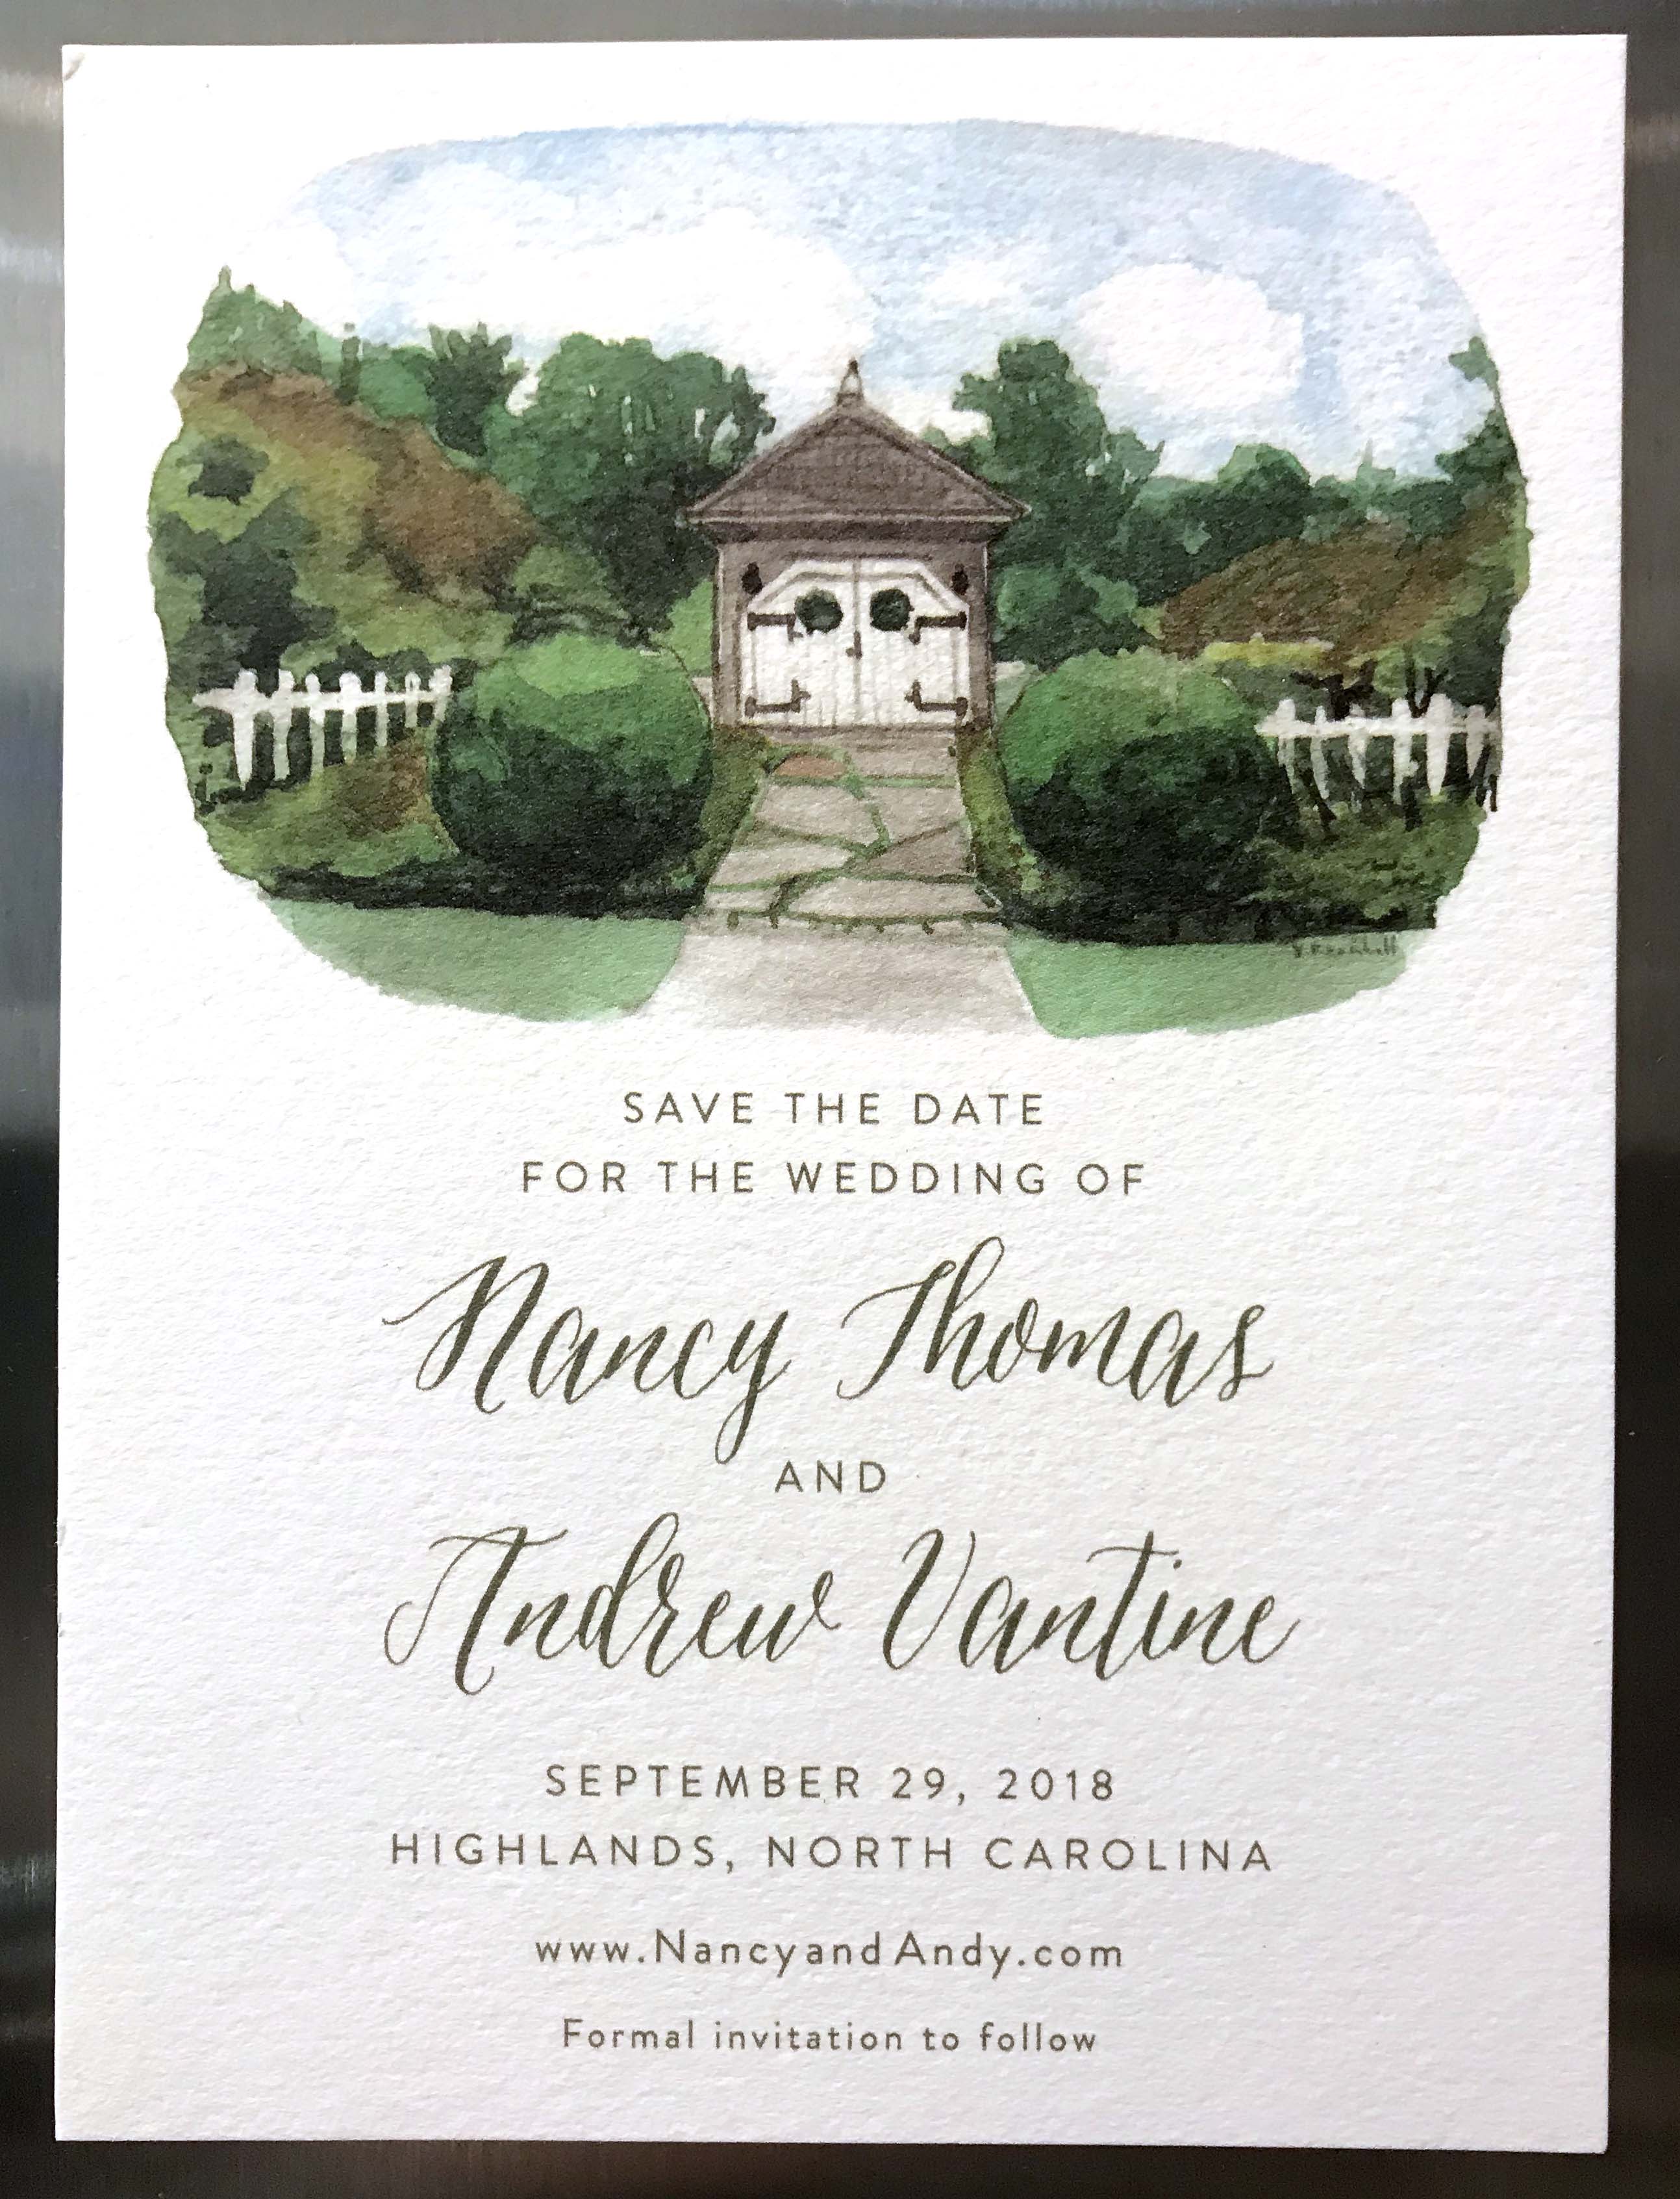 SAVE THE DATE
FOR THE WEDDING OF
Nancy Thomas
AND
Andrew Vantine
SEPTEMBER 29, 2018
HIGHLANDS, NORTH CAROLINA
www.NancyandAndy.com
Formal invitation to follow